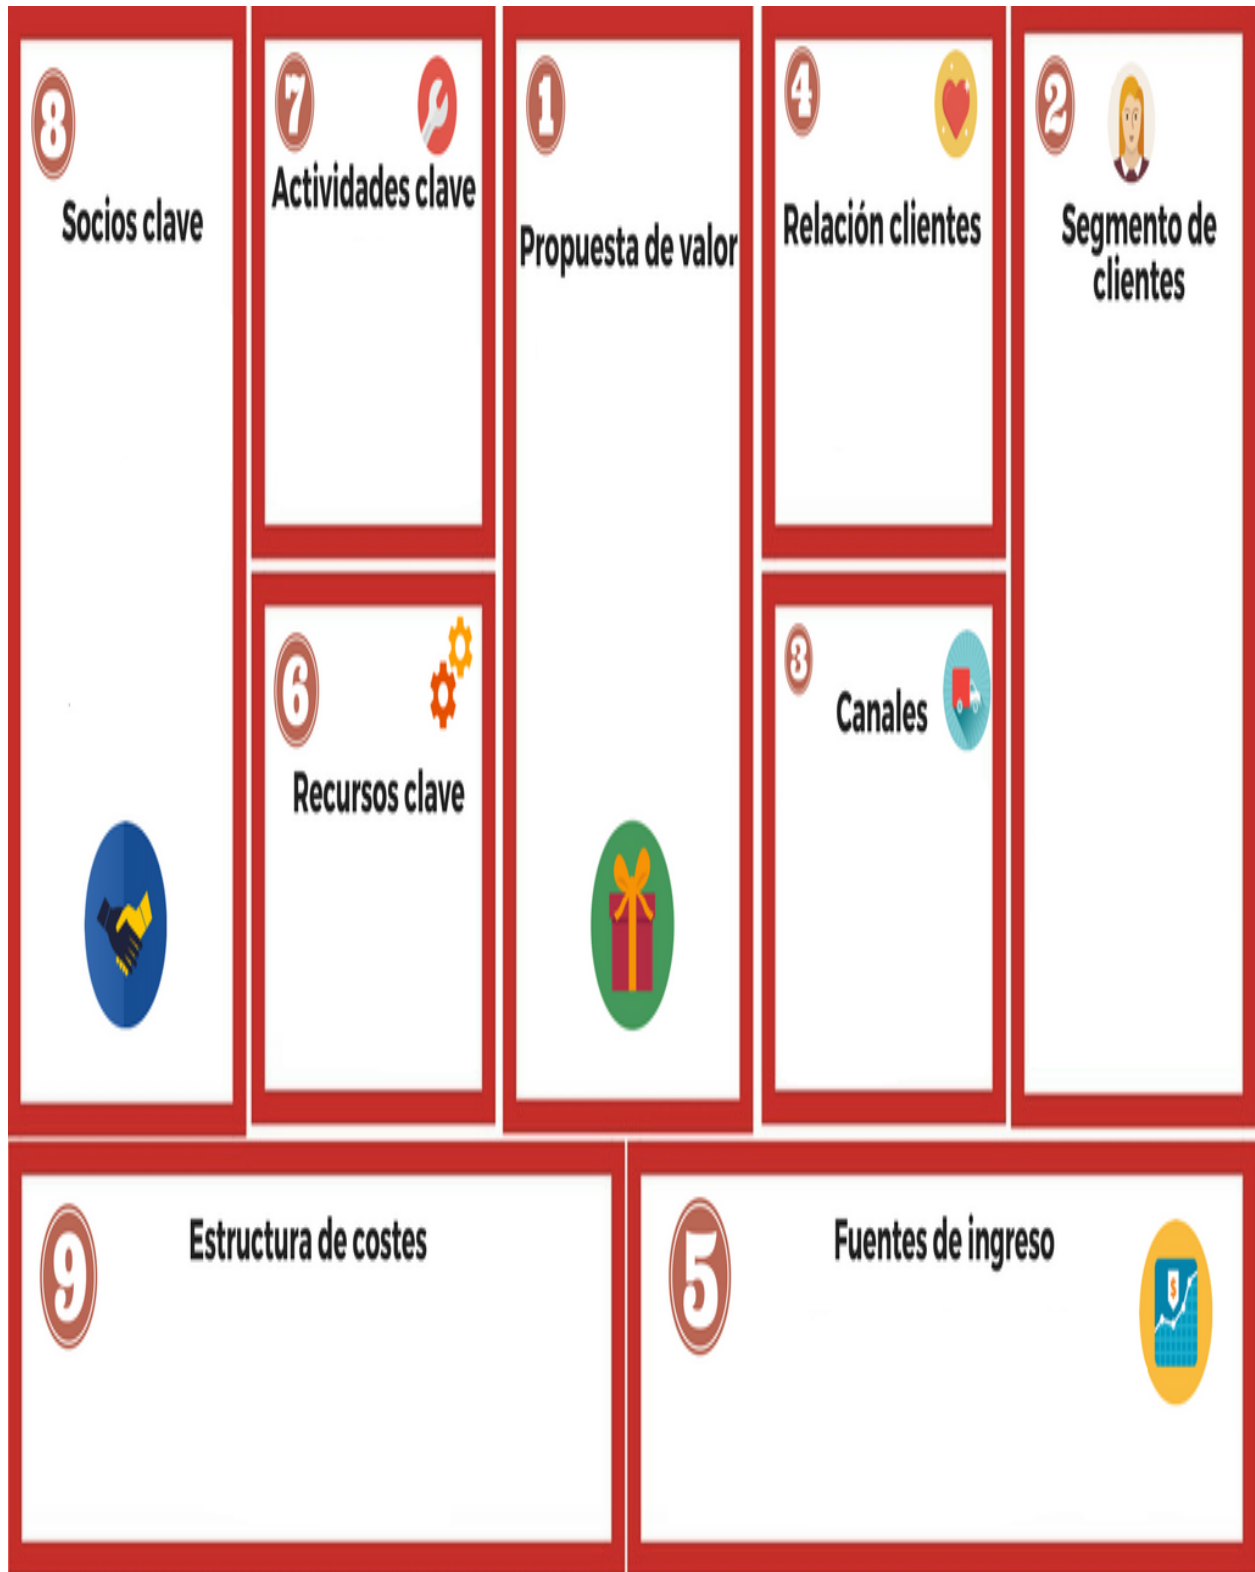 8
Socios clave
7
Actividades clave
6
Recursos clave
1
Propuesta de valor
4
Relación clientes
3
Canales
2
Segmento de
clientes
9
Estructura de costes
5
Fuentes de ingreso
$